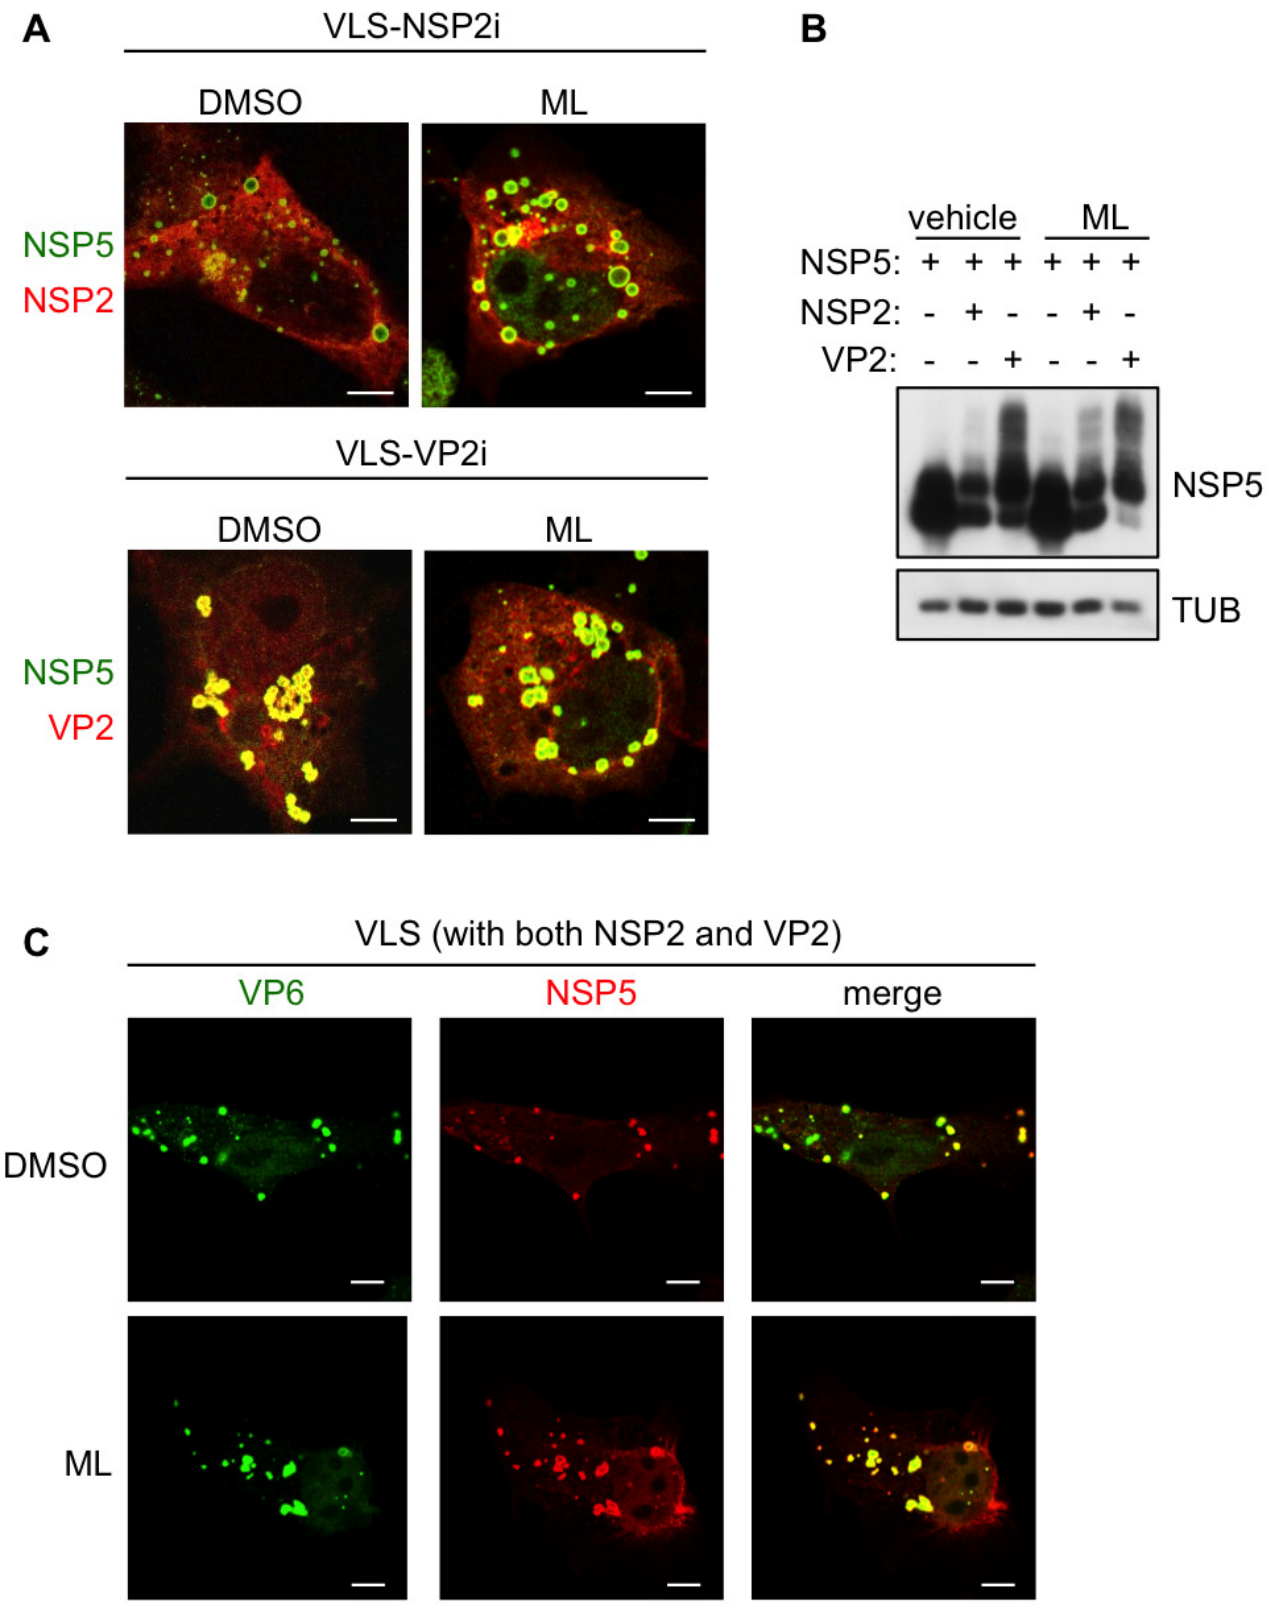 A
VLS-NSP2i
DMSO ML
NSP5
NSP2
VLS-VP2i
DMSO ML
NSP5
VP2
B
vehicle ML
NSP5: + + + + + +
NSP2: - + - - + -
VP2: - - + - - +
NSP5
TUB
C
VLS (with both NSP2 and VP2)
VP6 NSP5 merge
DMSO
ML